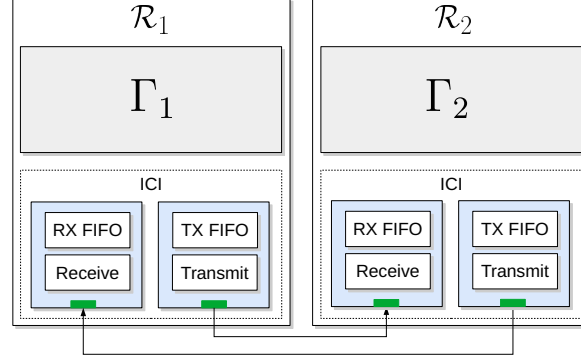 ℛ₁
Γ₁
ICI
RX FIFO
TX FIFO
Receive
Transmit
ℛ₂
Γ₂
ICI
RX FIFO
TX FIFO
Receive
Transmit